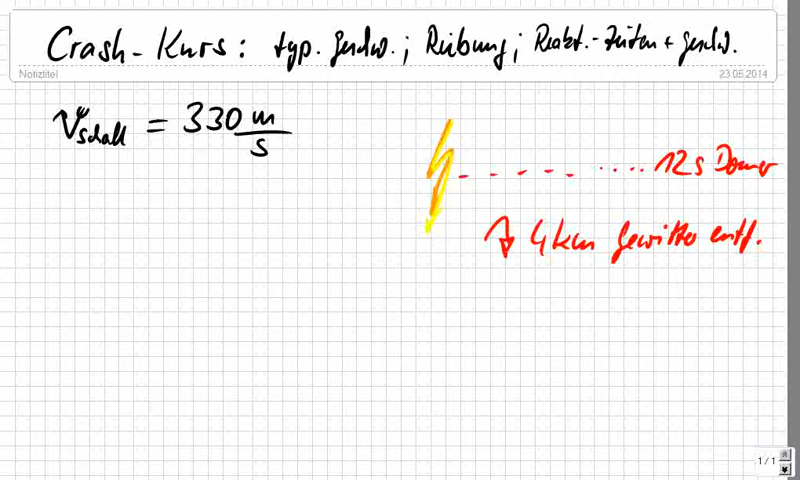 Crash-Kurs: typ. Geschw.; Reibung; Reakt.-Zeiten + Geschw.
Notiztitel
23.05.2014
V Schall = 330 m/s
12 s Donner
↳ 4 km Gewitter entf.
1/1